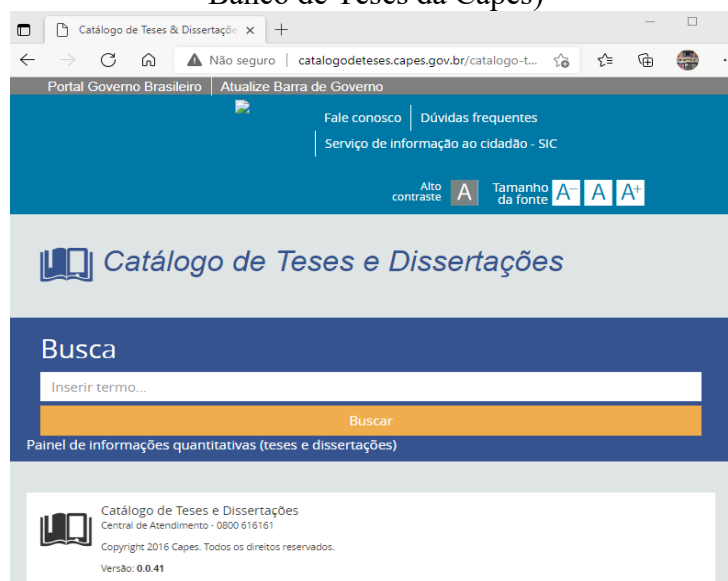 Banco de Teses da Capes)
Catálogo de Teses & Dissertaçõe
Não seguro | catalogodeteses.capes.gov.br/catalogo-t...
Portal Governo Brasileiro | Atualize Barra de Governo
Fale conosco | Dúvidas frequentes
Serviço de informação ao cidadão - SIC
Alto contraste A Tamanho da fonte A- A A+
Catálogo de Teses e Dissertações
Busca
Inserir termo...
Buscar
Painel de informações quantitativas (teses e dissertações)
Catálogo de Teses e Dissertações
Central de Atendimento - 0800 616161
Copyright 2016 Capes. Todos os direitos reservados.
Versão: 0.0.41